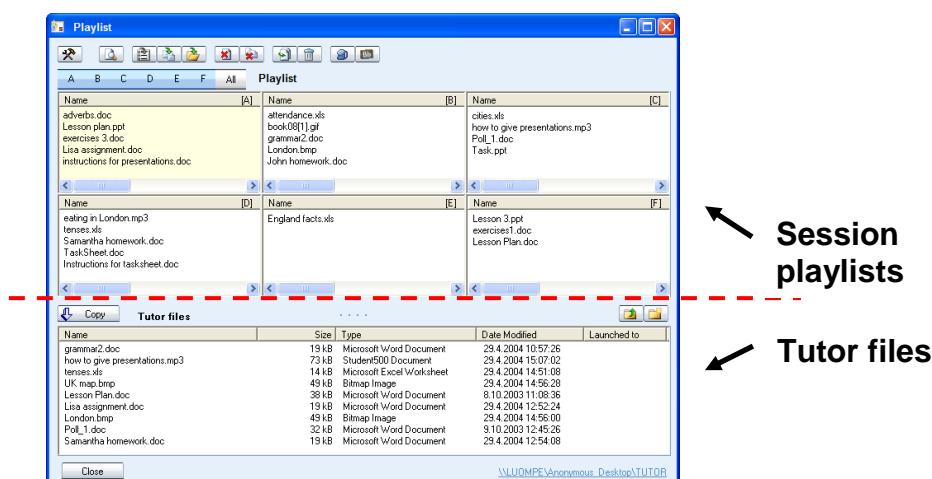 Playlist
A B C D E F All Playlist
Name [A]
adverbs.doc
Lesson plan.ppt
exercises 3.doc
Lisa assignment.doc
instructions for presentations.doc
Name [B]
attendance.xls
book08[1].gif
grammar2.doc
London.bmp
John homework.doc
Name [C]
cities.xls
how to give presentations.mp3
Poll_1.doc
Task.ppt
Name [D]
eating in London.mp3
tenses.xls
Samantha homework.doc
TaskSheet.doc
Instructions for tasksheet.doc
Name [E]
England facts.xls
Name [F]
Lesson 3.ppt
exercises1.doc
Lesson Plan.doc
Session
playlists
Copy Tutor files
Name Size Type Date Modified Launched to
grammar2.doc 19 kB Microsoft Word Document 29.4.2004 10:57:26
how to give presentations.mp3 73 kB Student500 Document 29.4.2004 15:07:02
tenses.xls 14 kB Microsoft Excel Worksheet 29.4.2004 14:51:08
UK map.bmp 49 kB Bitmap Image 29.4.2004 14:56:28
Lesson Plan.doc 38 kB Microsoft Word Document 8.10.2003 11:08:36
Lisa assignment.doc 19 kB Microsoft Word Document 29.4.2004 12:52:24
London.bmp 49 kB Bitmap Image 29.4.2004 14:56:00
Poll_1.doc 32 kB Microsoft Word Document 9.10.2003 12:45:26
Samantha homework.doc 19 kB Microsoft Word Document 29.4.2004 12:54:08
Tutor files
Close \\LUOMPE\Anonymous_Desktop\TUTOR